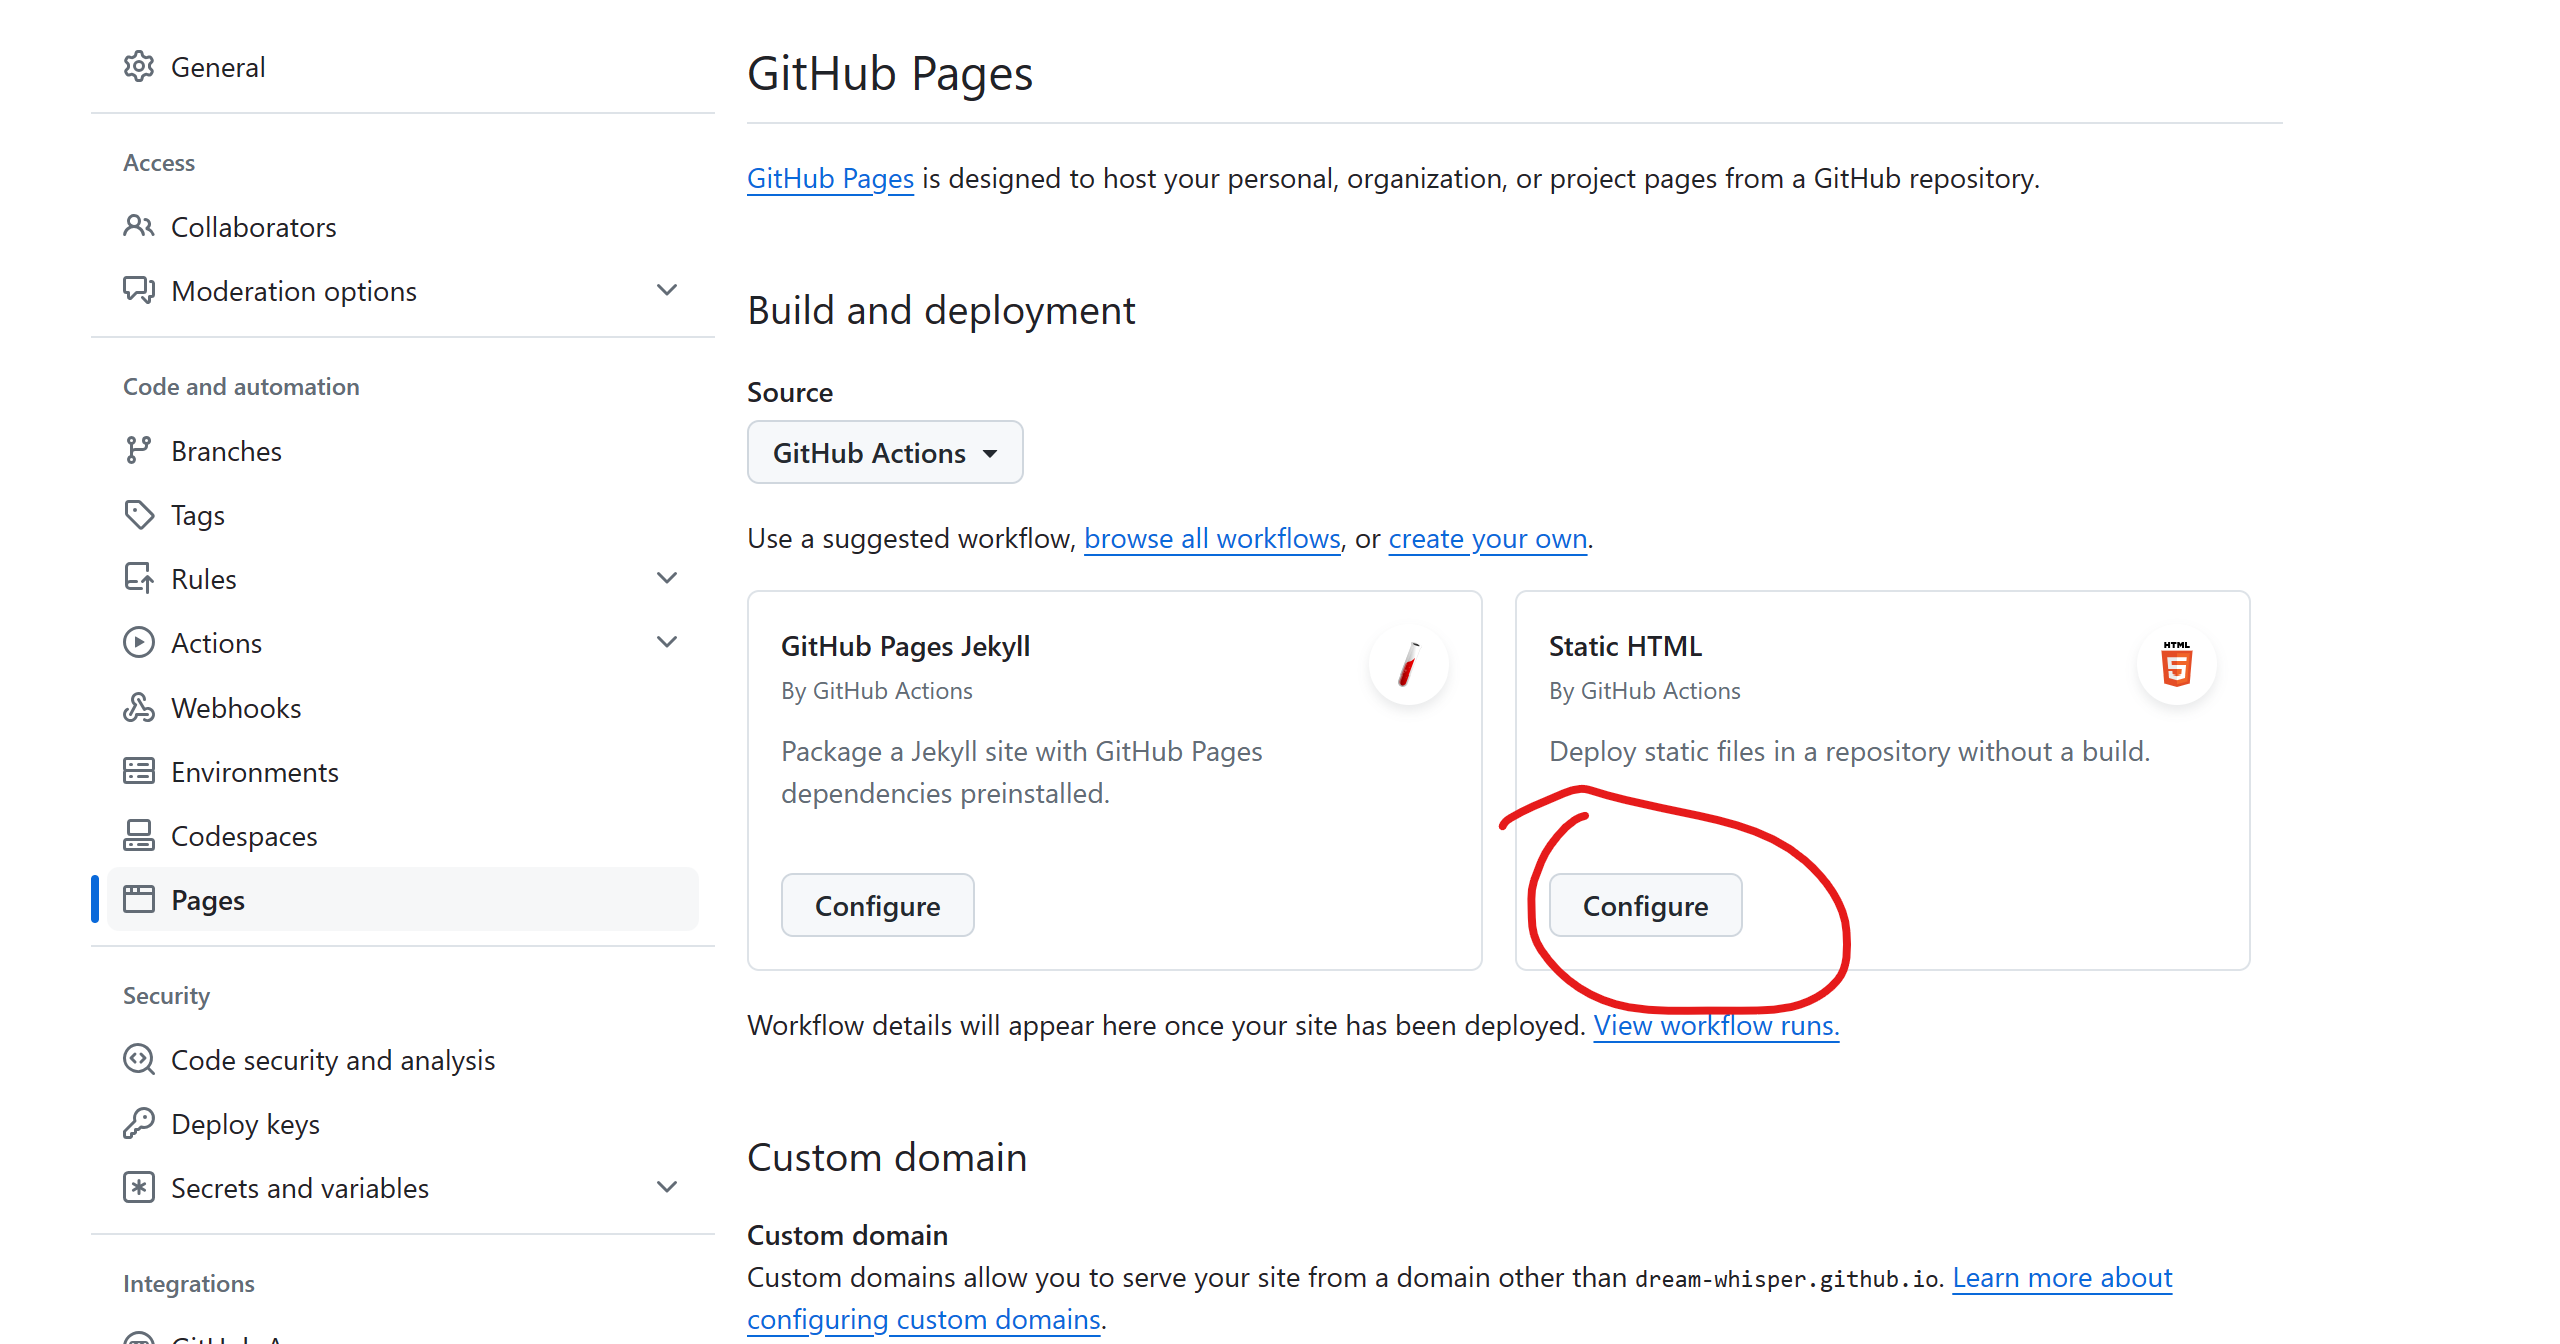 General
Access
Collaborators
Moderation options
Code and automation
Branches
Tags
Rules
Actions
Webhooks
Environments
Codespaces
Pages
Security
Code security and analysis
Deploy keys
Secrets and variables
Integrations
GitHub Pages
GitHub Pages is designed to host your personal, organization, or project pages from a GitHub repository.
Build and deployment
Source
GitHub Actions
Use a suggested workflow, browse all workflows, or create your own.
GitHub Pages Jekyll
By GitHub Actions
Package a Jekyll site with GitHub Pages
dependencies preinstalled.
Configure
Static HTML
HTML
5
By GitHub Actions
Deploy static files in a repository without a build.
Configure
Workflow details will appear here once your site has been deployed. View workflow runs.
Custom domain
Custom domain
Custom domains allow you to serve your site from a domain other than dream-whisper.github.io. Learn more about
configuring custom domains.